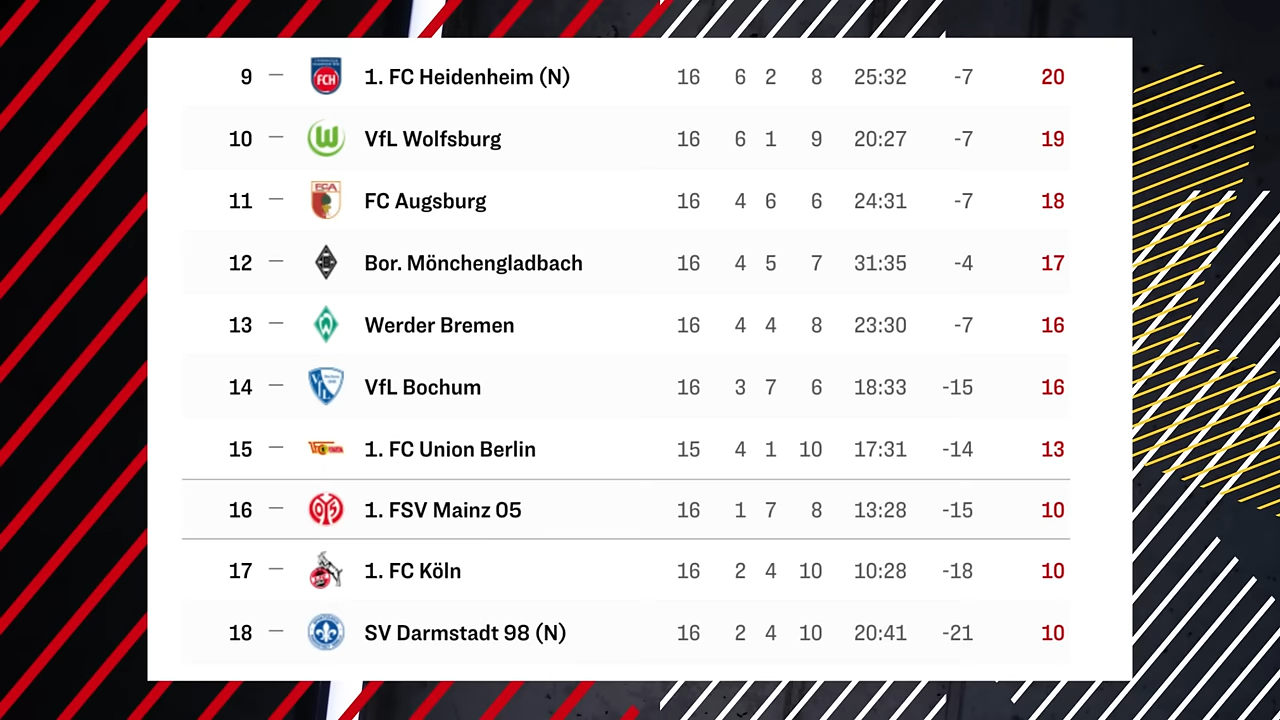 9 — 1. FC Heidenheim (N) 16 6 2 8 25:32 -7 20
10 — VfL Wolfsburg 16 6 1 9 20:27 -7 19
11 — FC Augsburg 16 4 6 6 24:31 -7 18
12 — Bor. Mönchengladbach 16 4 5 7 31:35 -4 17
13 — Werder Bremen 16 4 4 8 23:30 -7 16
14 — VfL Bochum 16 3 7 6 18:33 -15 16
15 — 1. FC Union Berlin 15 4 1 10 17:31 -14 13
16 — 1. FSV Mainz 05 16 1 7 8 13:28 -15 10
17 — 1. FC Köln 16 2 4 10 10:28 -18 10
18 — SV Darmstadt 98 (N) 16 2 4 10 20:41 -21 10